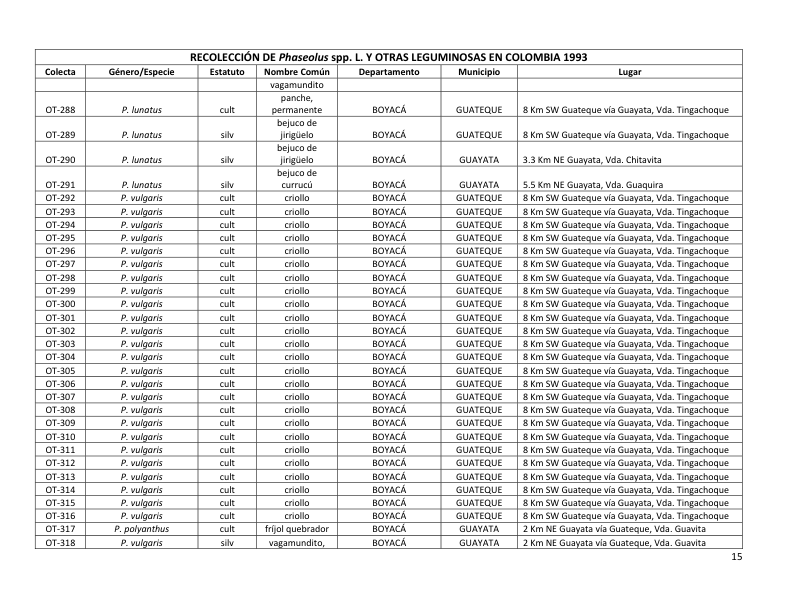 RECOLECCIÓN DE Phaseolus spp. L. Y OTRAS LEGUMINOSAS EN COLOMBIA 1993
Colecta Género/Especie Estatuto Nombre Común Departamento Municipio Lugar
vagamundito
panche,
OT-288 P. lunatus cult permanente BOYACÁ GUATEQUE 8 Km SW Guateque vía Guayata, Vda. Tingachoque
bejuco de
OT-289 P. lunatus silv jirigüelo BOYACÁ GUATEQUE 8 Km SW Guateque vía Guayata, Vda. Tingachoque
bejuco de
OT-290 P. lunatus silv jirigüelo BOYACÁ GUAYATA 3.3 Km NE Guayata, Vda. Chitavita
bejuco de
OT-291 P. lunatus silv currucú BOYACÁ GUAYATA 5.5 Km NE Guayata, Vda. Guaquira
OT-292 P. vulgaris cult criollo BOYACÁ GUATEQUE 8 Km SW Guateque vía Guayata, Vda. Tingachoque
OT-293 P. vulgaris cult criollo BOYACÁ GUATEQUE 8 Km SW Guateque vía Guayata, Vda. Tingachoque
OT-294 P. vulgaris cult criollo BOYACÁ GUATEQUE 8 Km SW Guateque vía Guayata, Vda. Tingachoque
OT-295 P. vulgaris cult criollo BOYACÁ GUATEQUE 8 Km SW Guateque vía Guayata, Vda. Tingachoque
OT-296 P. vulgaris cult criollo BOYACÁ GUATEQUE 8 Km SW Guateque vía Guayata, Vda. Tingachoque
OT-297 P. vulgaris cult criollo BOYACÁ GUATEQUE 8 Km SW Guateque vía Guayata, Vda. Tingachoque
OT-298 P. vulgaris cult criollo BOYACÁ GUATEQUE 8 Km SW Guateque vía Guayata, Vda. Tingachoque
OT-299 P. vulgaris cult criollo BOYACÁ GUATEQUE 8 Km SW Guateque vía Guayata, Vda. Tingachoque
OT-300 P. vulgaris cult criollo BOYACÁ GUATEQUE 8 Km SW Guateque vía Guayata, Vda. Tingachoque
OT-301 P. vulgaris cult criollo BOYACÁ GUATEQUE 8 Km SW Guateque vía Guayata, Vda. Tingachoque
OT-302 P. vulgaris cult criollo BOYACÁ GUATEQUE 8 Km SW Guateque vía Guayata, Vda. Tingachoque
OT-303 P. vulgaris cult criollo BOYACÁ GUATEQUE 8 Km SW Guateque vía Guayata, Vda. Tingachoque
OT-304 P. vulgaris cult criollo BOYACÁ GUATEQUE 8 Km SW Guateque vía Guayata, Vda. Tingachoque
OT-305 P. vulgaris cult criollo BOYACÁ GUATEQUE 8 Km SW Guateque vía Guayata, Vda. Tingachoque
OT-306 P. vulgaris cult criollo BOYACÁ GUATEQUE 8 Km SW Guateque vía Guayata, Vda. Tingachoque
OT-307 P. vulgaris cult criollo BOYACÁ GUATEQUE 8 Km SW Guateque vía Guayata, Vda. Tingachoque
OT-308 P. vulgaris cult criollo BOYACÁ GUATEQUE 8 Km SW Guateque vía Guayata, Vda. Tingachoque
OT-309 P. vulgaris cult criollo BOYACÁ GUATEQUE 8 Km SW Guateque vía Guayata, Vda. Tingachoque
OT-310 P. vulgaris cult criollo BOYACÁ GUATEQUE 8 Km SW Guateque vía Guayata, Vda. Tingachoque
OT-311 P. vulgaris cult criollo BOYACÁ GUATEQUE 8 Km SW Guateque vía Guayata, Vda. Tingachoque
OT-312 P. vulgaris cult criollo BOYACÁ GUATEQUE 8 Km SW Guateque vía Guayata, Vda. Tingachoque
OT-313 P. vulgaris cult criollo BOYACÁ GUATEQUE 8 Km SW Guateque vía Guayata, Vda. Tingachoque
OT-314 P. vulgaris cult criollo BOYACÁ GUATEQUE 8 Km SW Guateque vía Guayata, Vda. Tingachoque
OT-315 P. vulgaris cult criollo BOYACÁ GUATEQUE 8 Km SW Guateque vía Guayata, Vda. Tingachoque
OT-316 P. vulgaris cult criollo BOYACÁ GUATEQUE 8 Km SW Guateque vía Guayata, Vda. Tingachoque
OT-317 P. polyanthus cult fríjol quebrador BOYACÁ GUAYATA 2 Km NE Guayata vía Guateque, Vda. Guavita
OT-318 P. vulgaris silv vagamundito, BOYACÁ GUAYATA 2 Km NE Guayata vía Guateque, Vda. Guavita
15